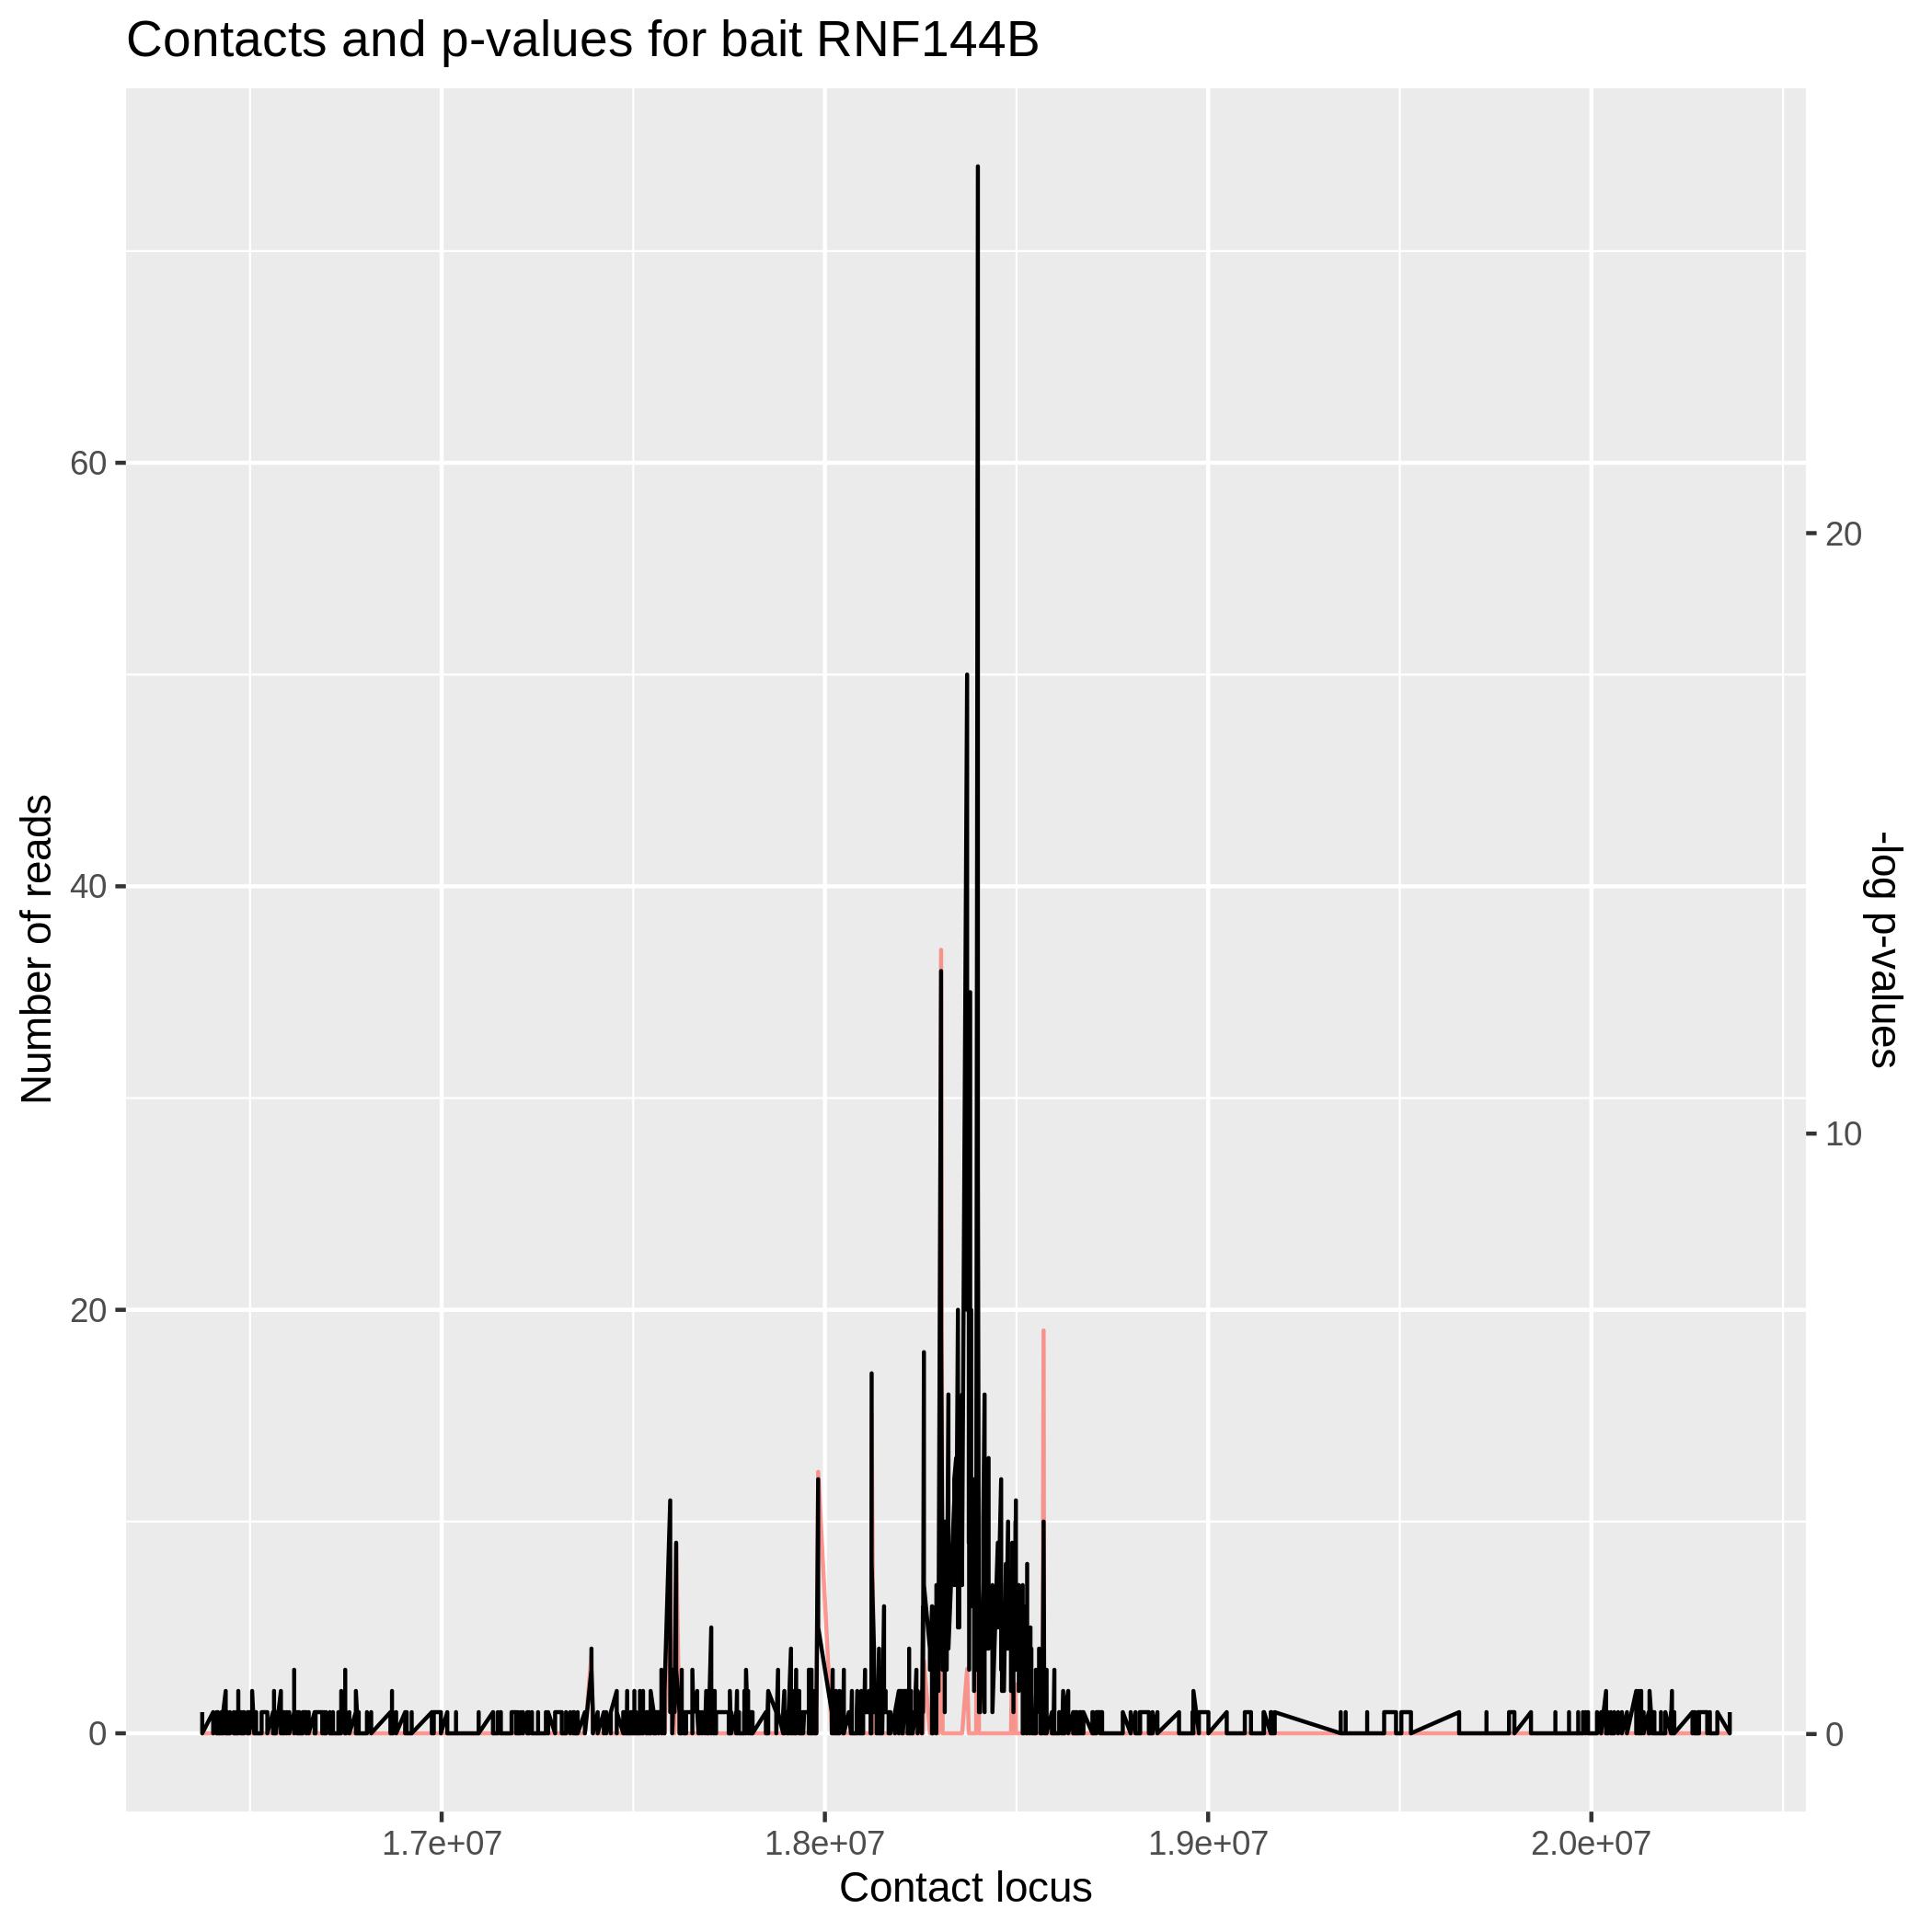 Contacts and p-values for bait RNF144B
Number of reads
60
40
20
0
20
10
0
-log p-values
1.7e+07 1.8e+07 1.9e+07 2.0e+07
Contact locus